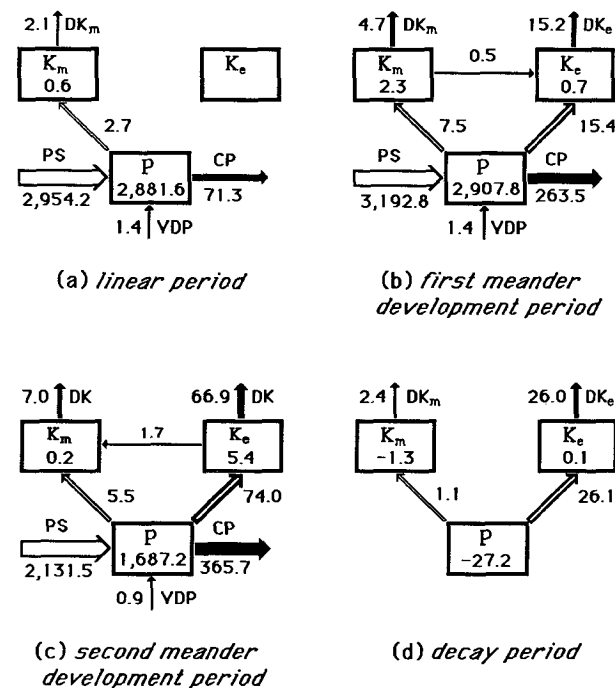 2.1 DKm
Km
0.6
Ke
2.7
PS
2,954.2
P
2,881.6
CP
71.3
1.4 VDP
(a) linear period
4.7 DKm
15.2 DKe
Km
2.3
0.5
Ke
0.7
7.5
15.4
PS
3,192.8
P
2,907.8
CP
263.5
1.4 VDP
(b) first meander
development period
7.0 DK
66.9 DK
Km
0.2
1.7
Ke
5.4
5.5
74.0
PS
2,131.5
P
1,687.2
CP
365.7
0.9 VDP
(c) second meander
development period
2.4 DKm
26.0 DKe
Km
-1.3
Ke
0.1
1.1
26.1
P
-27.2
(d) decay period